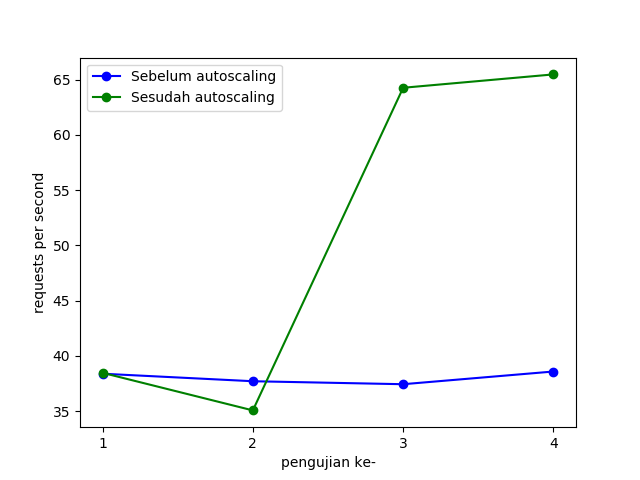 Sebelum autoscaling
Sesudah autoscaling
65
60
55
50
45
40
35
requests per second
1 2 3 4
pengujian ke-